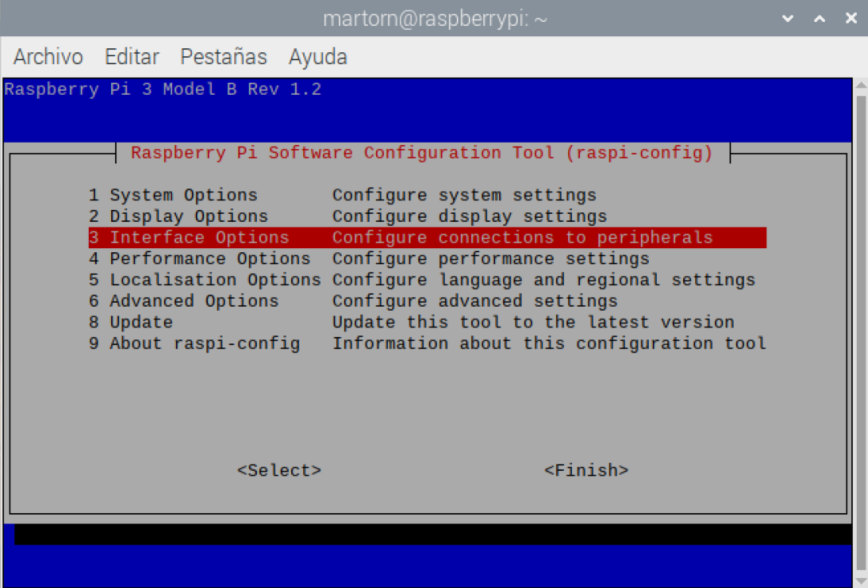 martorn@raspberrypi: ~
Archivo Editar Pestañas Ayuda
Raspberry Pi 3 Model B Rev 1.2
Raspberry Pi Software Configuration Tool (raspi-config)
1 System Options Configure system settings
2 Display Options Configure display settings
3 Interface Options Configure connections to peripherals
4 Performance Options Configure performance settings
5 Localisation Options Configure language and regional settings
6 Advanced Options Configure advanced settings
8 Update Update this tool to the latest version
9 About raspi-config Information about this configuration tool
<Select> <Finish>